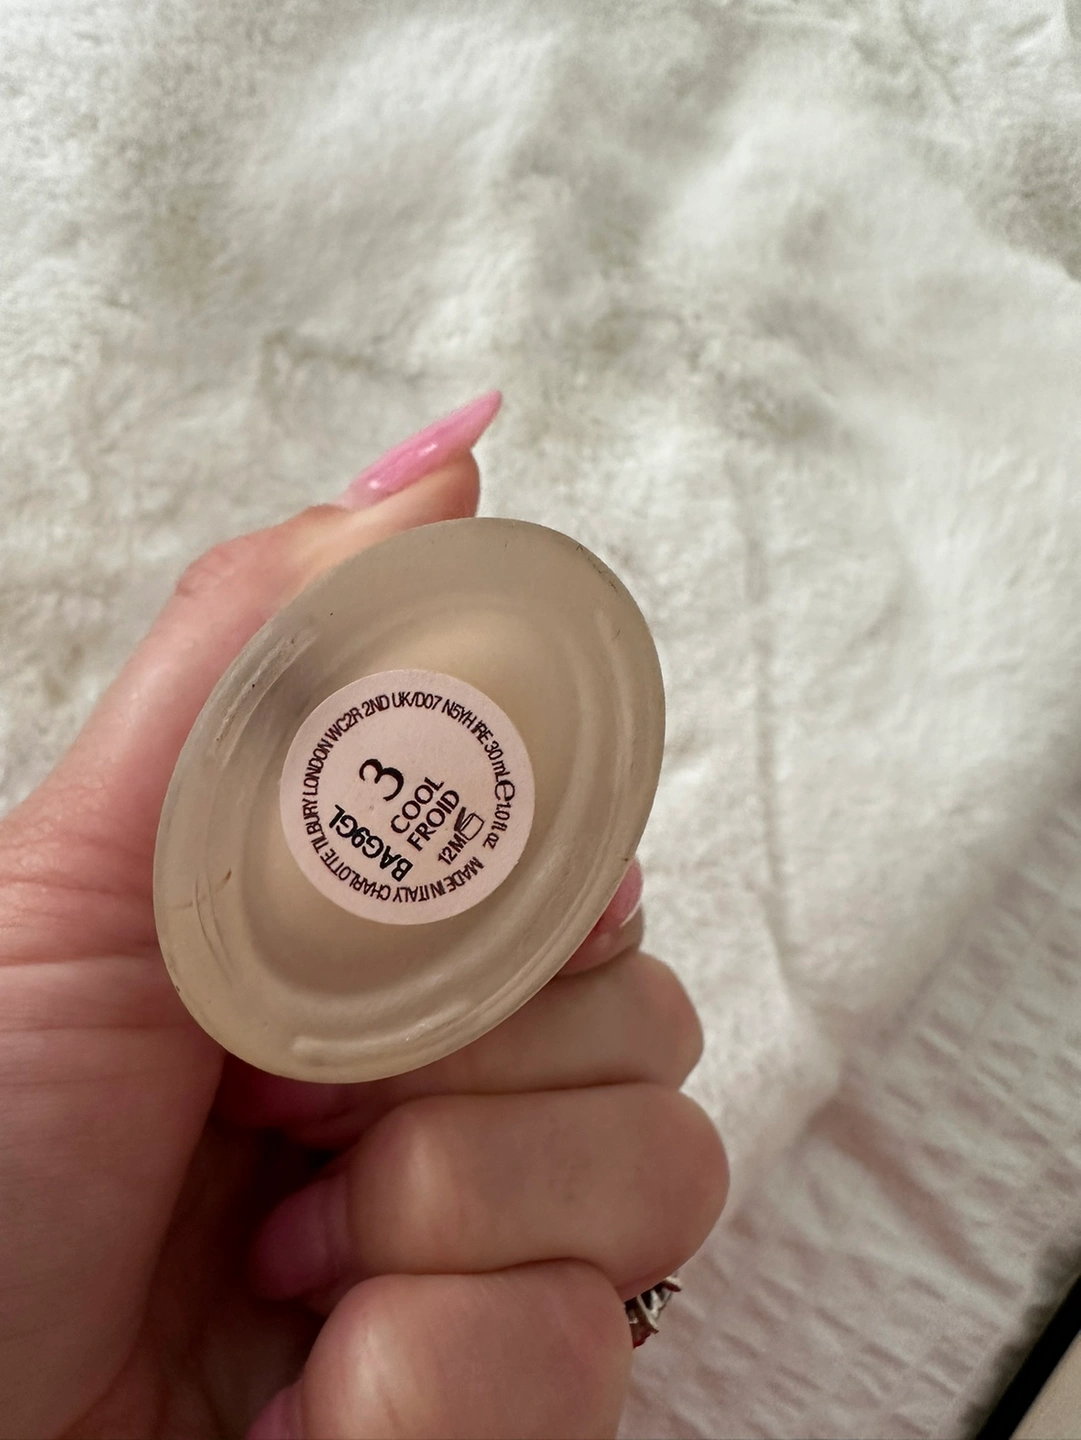 MADE IN ITALY CHARLOTTE TILBURY LONDON WC2R 2ND UK/D07 N5YH IRE 30 mL ℮ 1.0 fl. oz
3
COOL
FROID
BAG9GL
12M